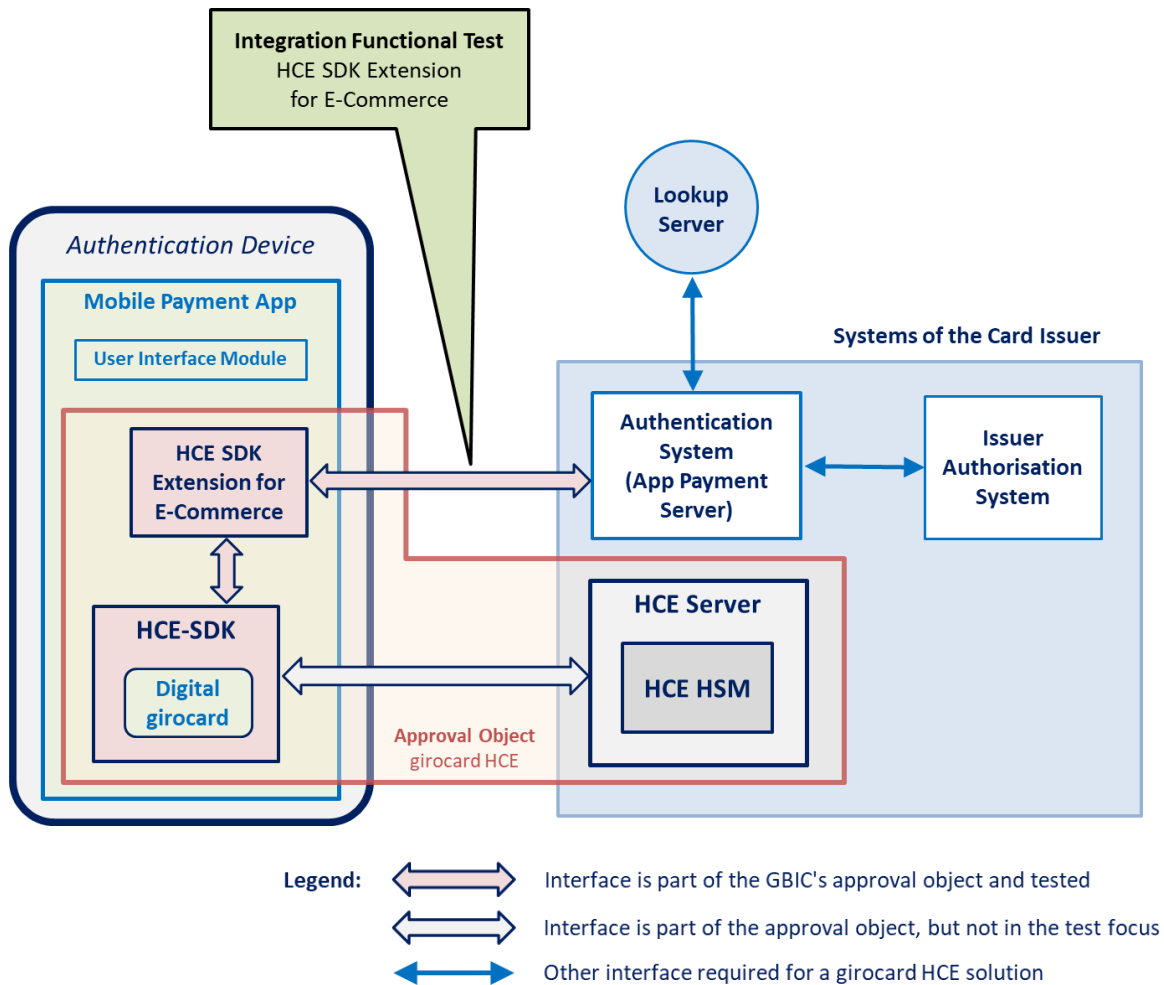 Integration Functional Test
HCE SDK Extension
for E-Commerce
Lookup
Server
Authentication Device
Mobile Payment App
User Interface Module
Systems of the Card Issuer
HCE SDK
Extension for
E-Commerce
Authentication
System
(App Payment
Server)
Issuer
Authorisation
System
HCE-SDK
Digital
girocard
HCE Server
HCE HSM
Approval Object
girocard HCE
Legend:
Interface is part of the GBIC's approval object and tested
Interface is part of the approval object, but not in the test focus
Other interface required for a girocard HCE solution